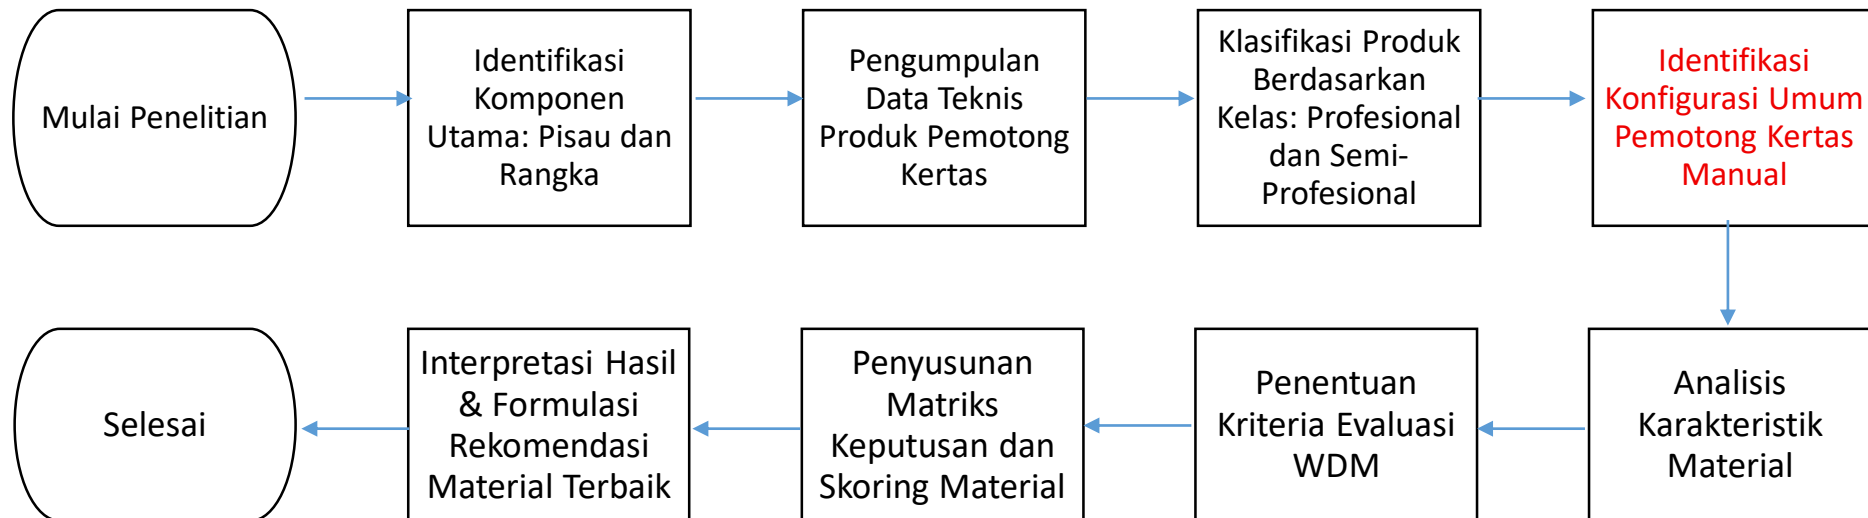 Mulai Penelitian
Identifikasi
Komponen
Utama: Pisau dan
Rangka
Pengumpulan
Data Teknis
Produk Pemotong
Kertas
Klasifikasi Produk
Berdasarkan
Kelas: Profesional
dan Semi-
Profesional
Identifikasi
Konfigurasi Umum
Pemotong Kertas
Manual
Analisis
Karakteristik
Material
Penentuan
Kriteria Evaluasi
WDM
Penyusunan
Matriks
Keputusan dan
Skoring Material
Interpretasi Hasil
& Formulasi
Rekomendasi
Material Terbaik
Selesai